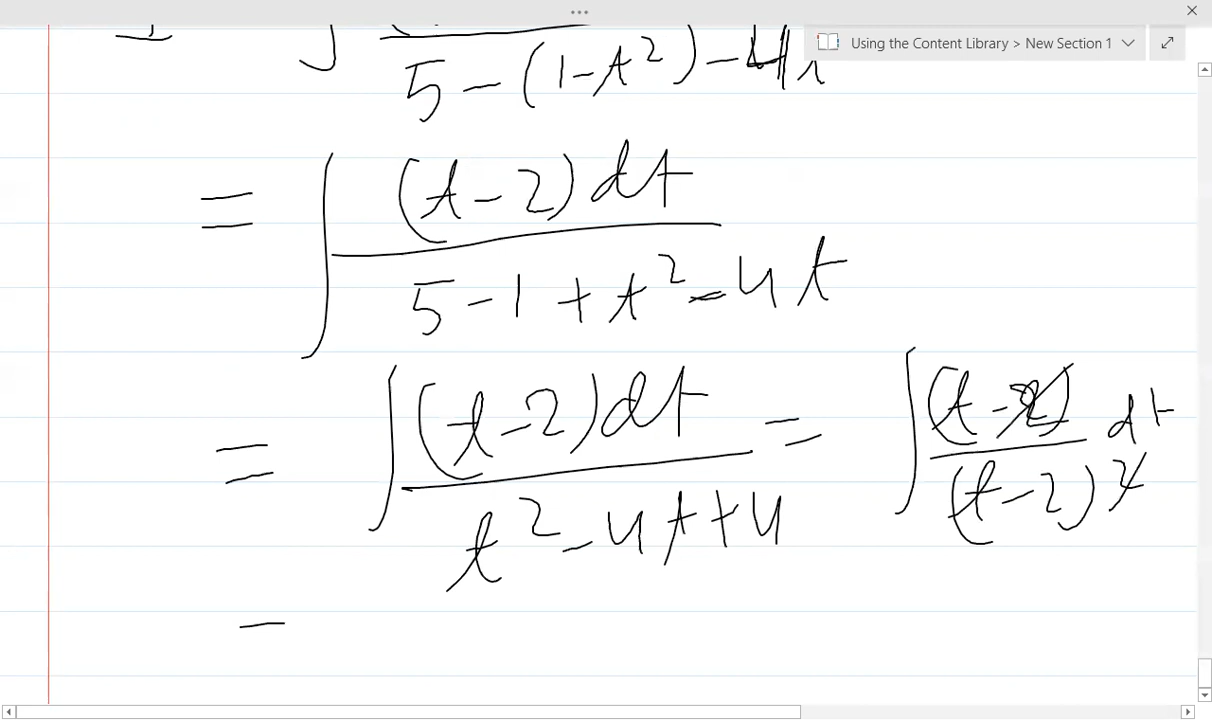 Using the Content Library > New Section 1
5 - (1 - t²) - 4t
= ∫ (t - 2) dt / 5 - 1 + t² - 4t
= ∫ (t - 2) dt / t² - 4t + 4 = ∫ (t - 2) / (t - 2)² dt